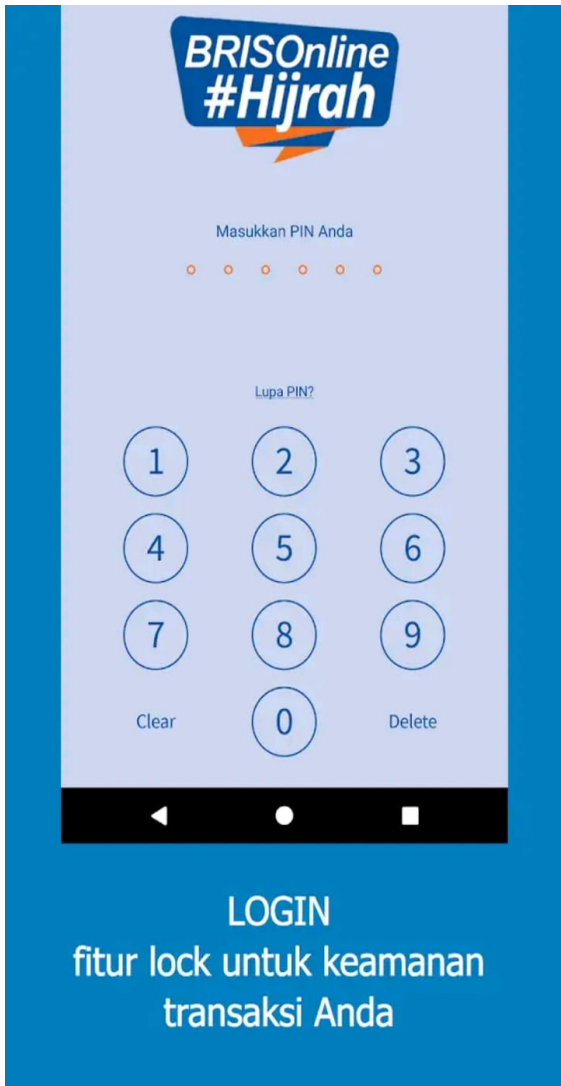 BRISOnline
#Hijrah
Masukkan PIN Anda
Lupa PIN?
1 2 3
4 5 6
7 8 9
Clear 0 Delete
LOGIN
fitur lock untuk keamanan
transaksi Anda